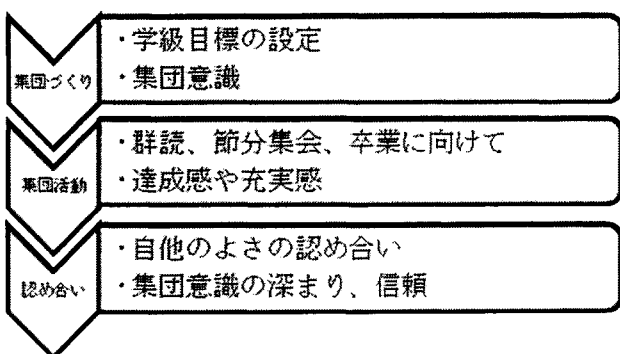 集団づくり
・学級目標の設定
・集団意識
集団活動
・群読、節分集会、卒業に向けて
・達成感や充実感
認め合い
・自他のよさの認め合い
・集団意識の深まり、信頼